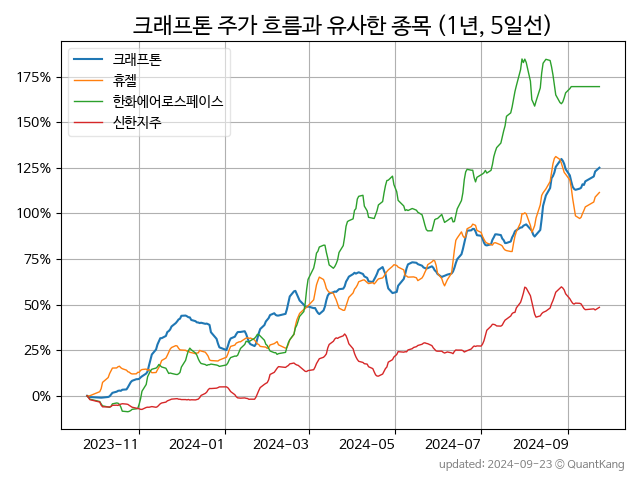 크래프톤 주가 흐름과 유사한 종목 (1년, 5일선)
크래프톤
휴젤
한화에어로스페이스
신한지주
175%
150%
125%
100%
75%
50%
25%
0%
2023-11 2024-01 2024-03 2024-05 2024-07 2024-09
updated: 2024-09-23 © QuantKang